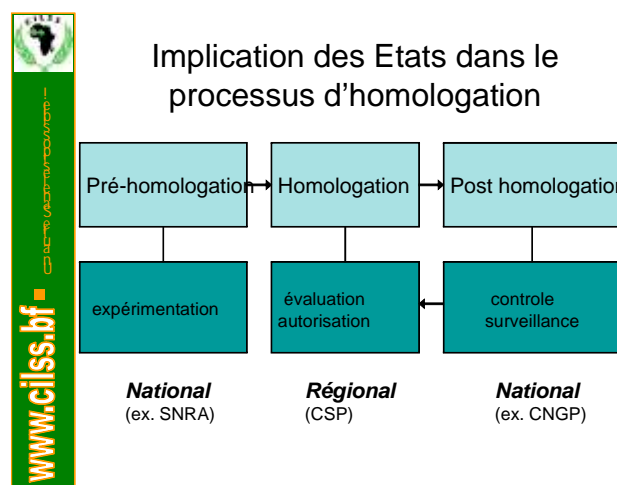 CILSS
Implication des Etats dans le
processus d'homologation
Pré-homologation
Homologation
Post homologation
expérimentation
évaluation
autorisation
controle
surveillance
National
(ex. SNRA)
Régional
(CSP)
National
(ex. CNGP)
www.cilss.bf